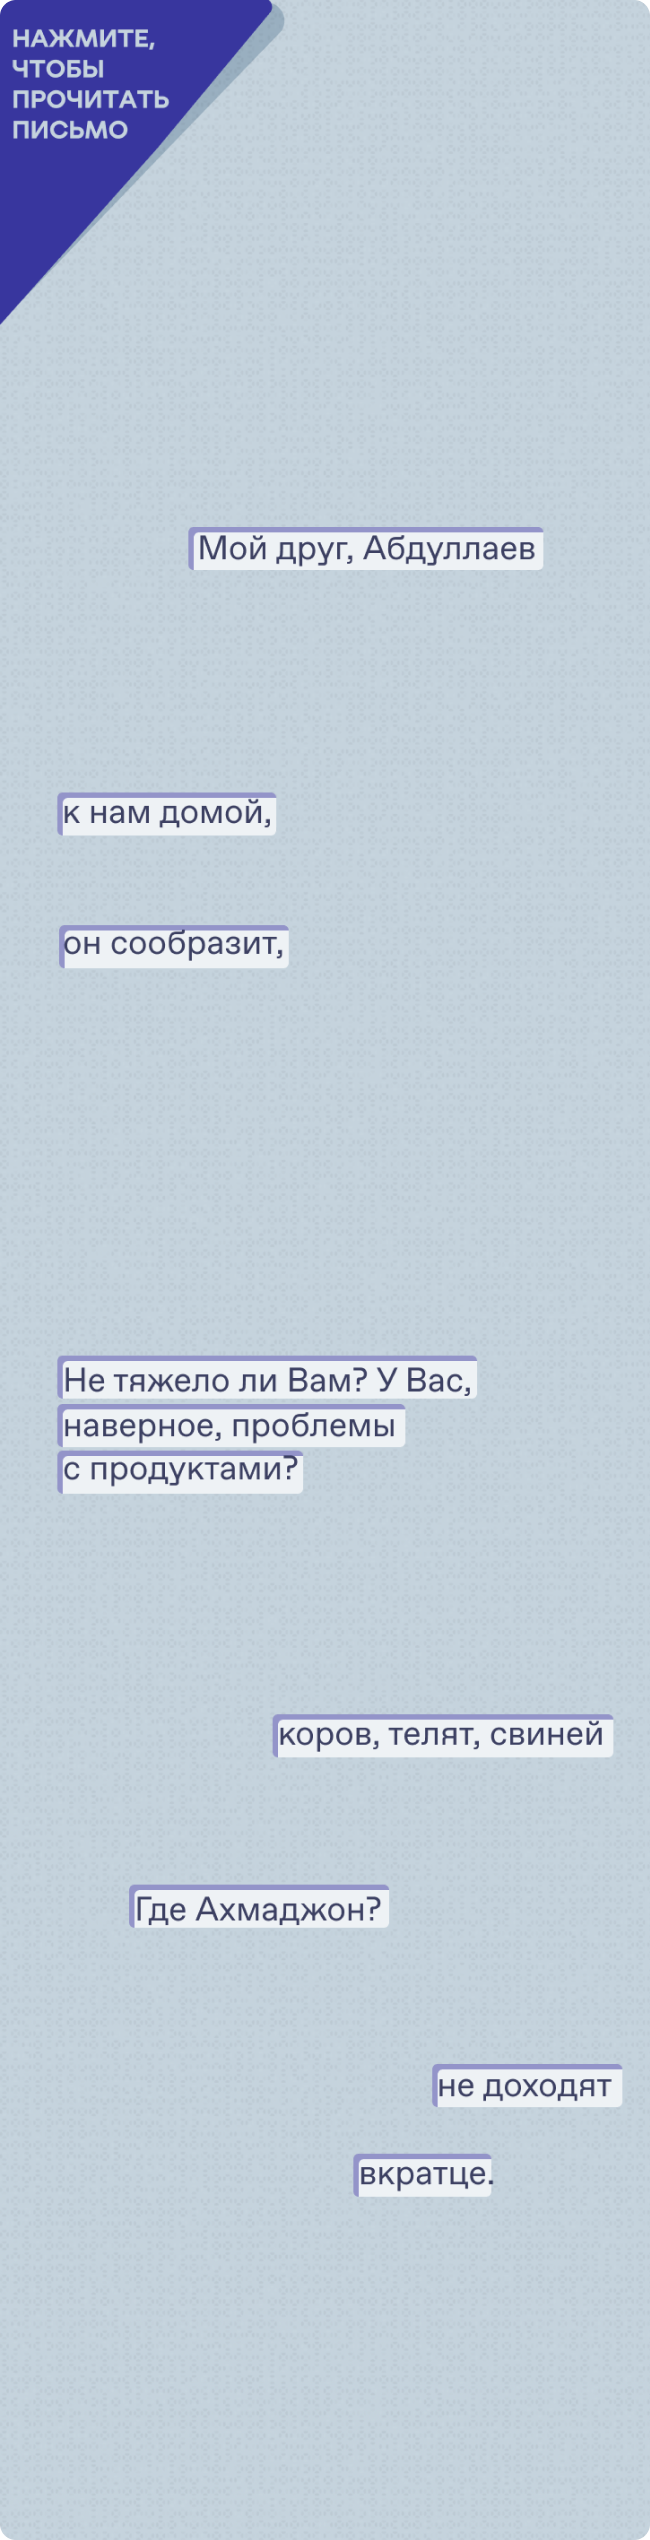 НАЖМИТЕ,
ЧТОБЫ
ПРОЧИТАТЬ
ПИСЬМО
Мой друг, Абдуллаев
к нам домой,
он сообразит,
Не тяжело ли Вам? У Вас,
наверное, проблемы
с продуктами?
коров, телят, свиней
Где Ахмаджон?
не доходят
вкратце.